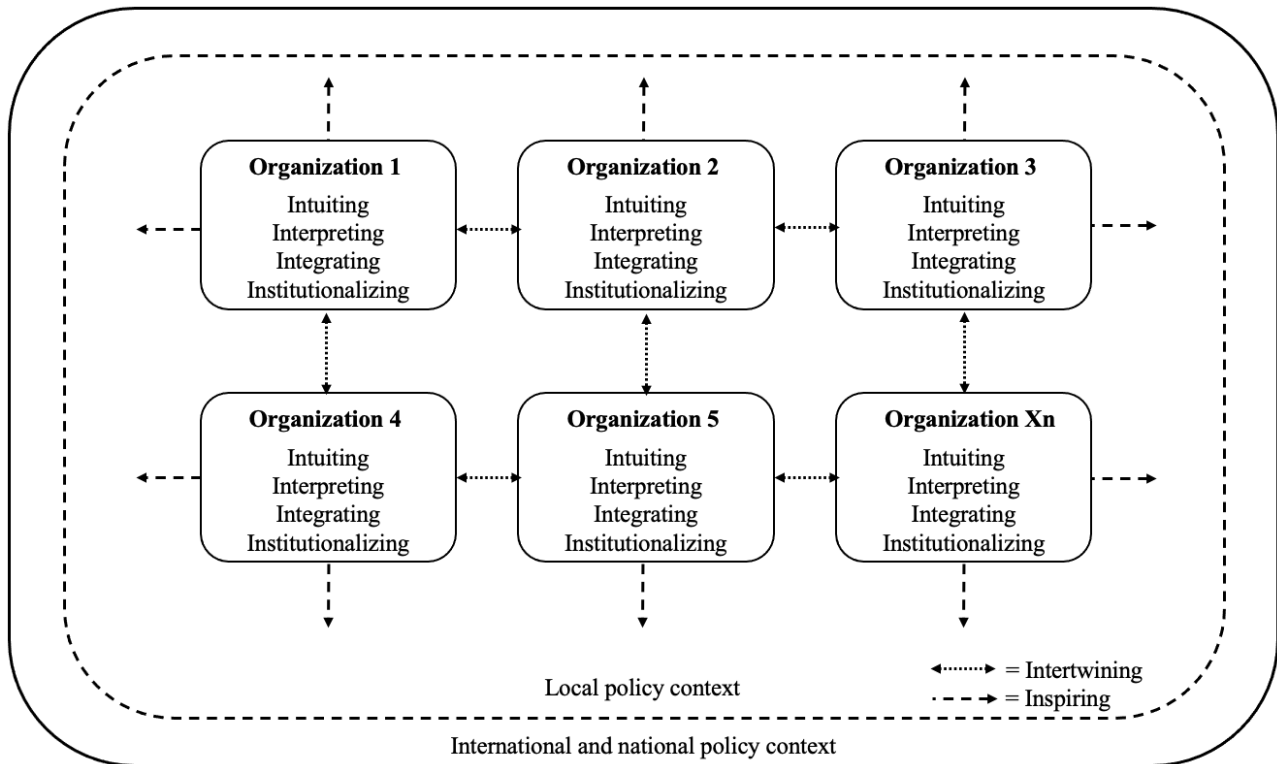 Organization 1
Intuiting
Interpreting
Integrating
Institutionalizing
Organization 2
Intuiting
Interpreting
Integrating
Institutionalizing
Organization 3
Intuiting
Interpreting
Integrating
Institutionalizing
Organization 4
Intuiting
Interpreting
Integrating
Institutionalizing
Organization 5
Intuiting
Interpreting
Integrating
Institutionalizing
Organization Xn
Intuiting
Interpreting
Integrating
Institutionalizing
= Intertwining
= Inspiring
Local policy context
International and national policy context